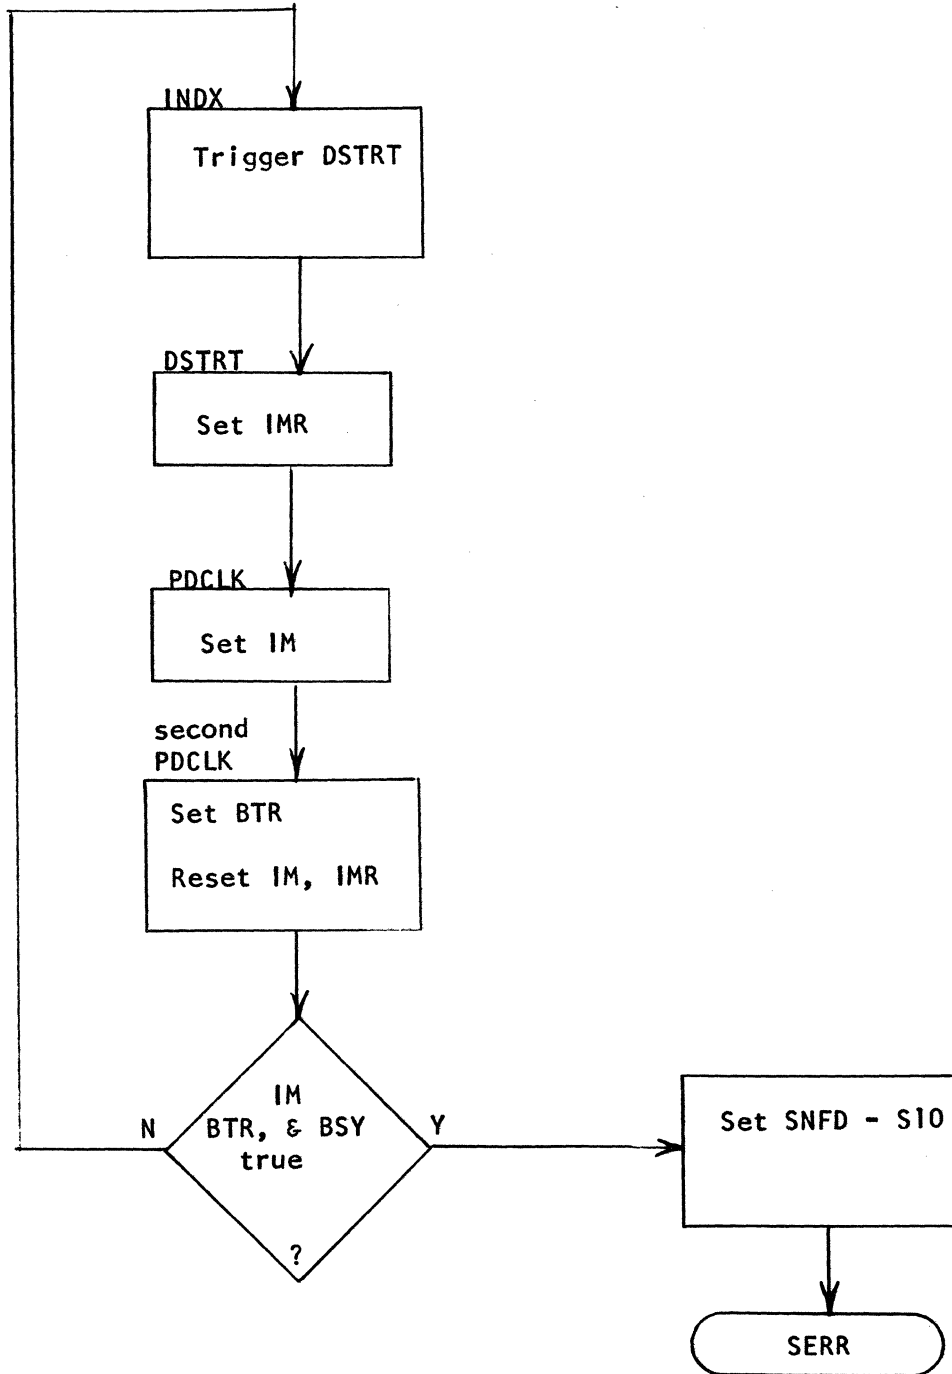 INDX
Trigger DSTRT
DSTRT
Set IMR
PDCLK
Set IM
second
PDCLK
Set BTR
Reset IM, IMR
IM
N
BTR, & BSY
Y
true
?
Set SNFD - S10
SERR